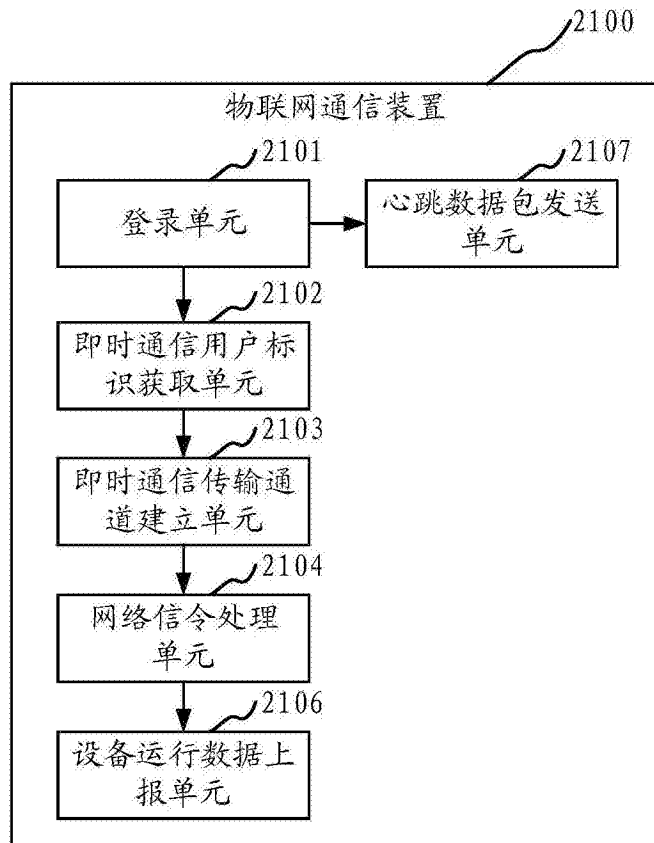 2100
物联网通信装置
2101
登录单元
2107
心跳数据包发送
单元
2102
即时通信用户标
识获取单元
2103
即时通信传输通
道建立单元
2104
网络信令处理
单元
2106
设备运行数据上
报单元